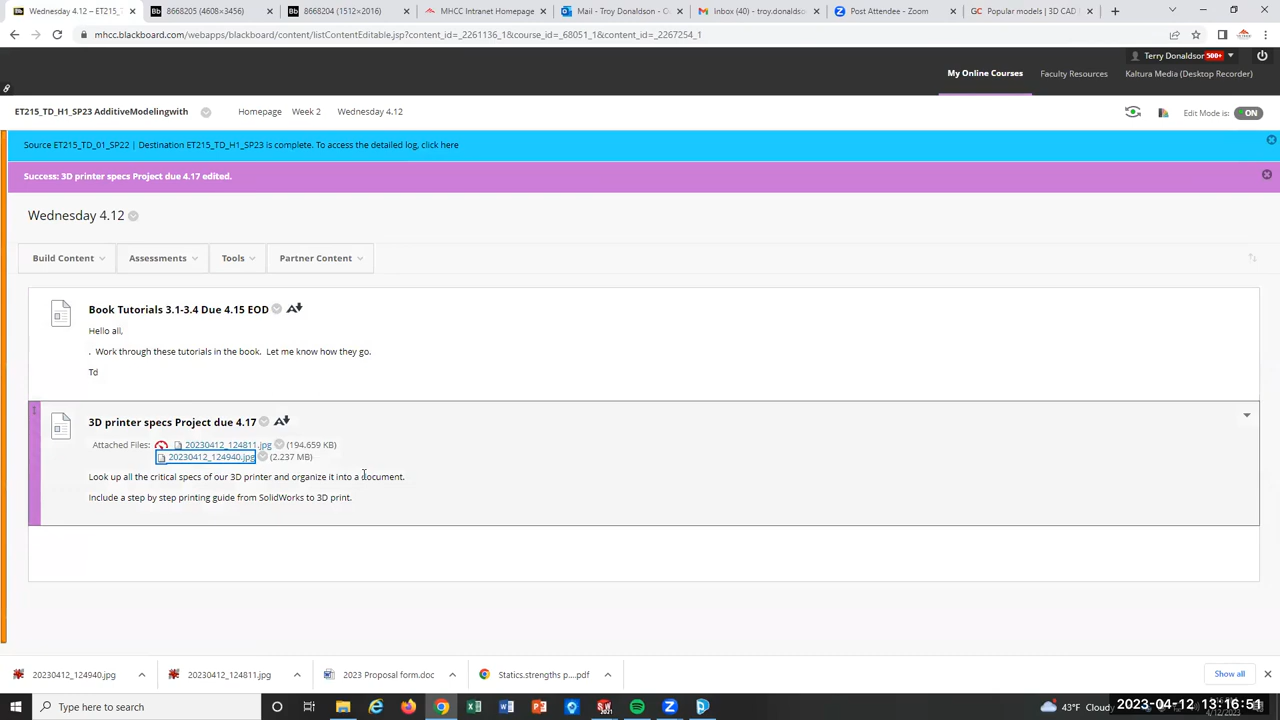 Wednesday 4.12 – ET215_T
8668205 (4608×3456)
8668204 (1512×2016)
MHCC Intranet Homepage
Mail - Troy Donaldson - O
Inbox (40) - troy.donaldso
Post Attendee - Zoom
Popular models | 3D CAD
mhcc.blackboard.com/webapps/blackboard/content/listContentEditable.jsp?content_id=_2261136_1&course_id=_68051_1&content_id=_2267254_1
Terry Donaldson 500+
My Online Courses
Faculty Resources
Kaltura Media (Desktop Recorder)
ET215_TD_H1_SP23 AdditiveModelingwith
Homepage
Week 2
Wednesday 4.12
Edit Mode is: ON
Source ET215_TD_01_SP22 | Destination ET215_TD_H1_SP23 is complete. To access the detailed log, click here
Success: 3D printer specs Project due 4.17 edited.
Wednesday 4.12
Build Content
Assessments
Tools
Partner Content
Book Tutorials 3.1-3.4 Due 4.15 EOD
Hello all,
. Work through these tutorials in the book. Let me know how they go.
Td
3D printer specs Project due 4.17
Attached Files: 20230412_124811.jpg (194.659 KB)
20230412_124940.jpg (2.237 MB)
Look up all the critical specs of our 3D printer and organize it into a document.
Include a step by step printing guide from SolidWorks to 3D print.
20230412_124940.jpg
20230412_124811.jpg
2023 Proposal form.doc
Statics.strengths p....pdf
Show all
Type here to search
43°F Cloudy
2023-04-12 13:16:51